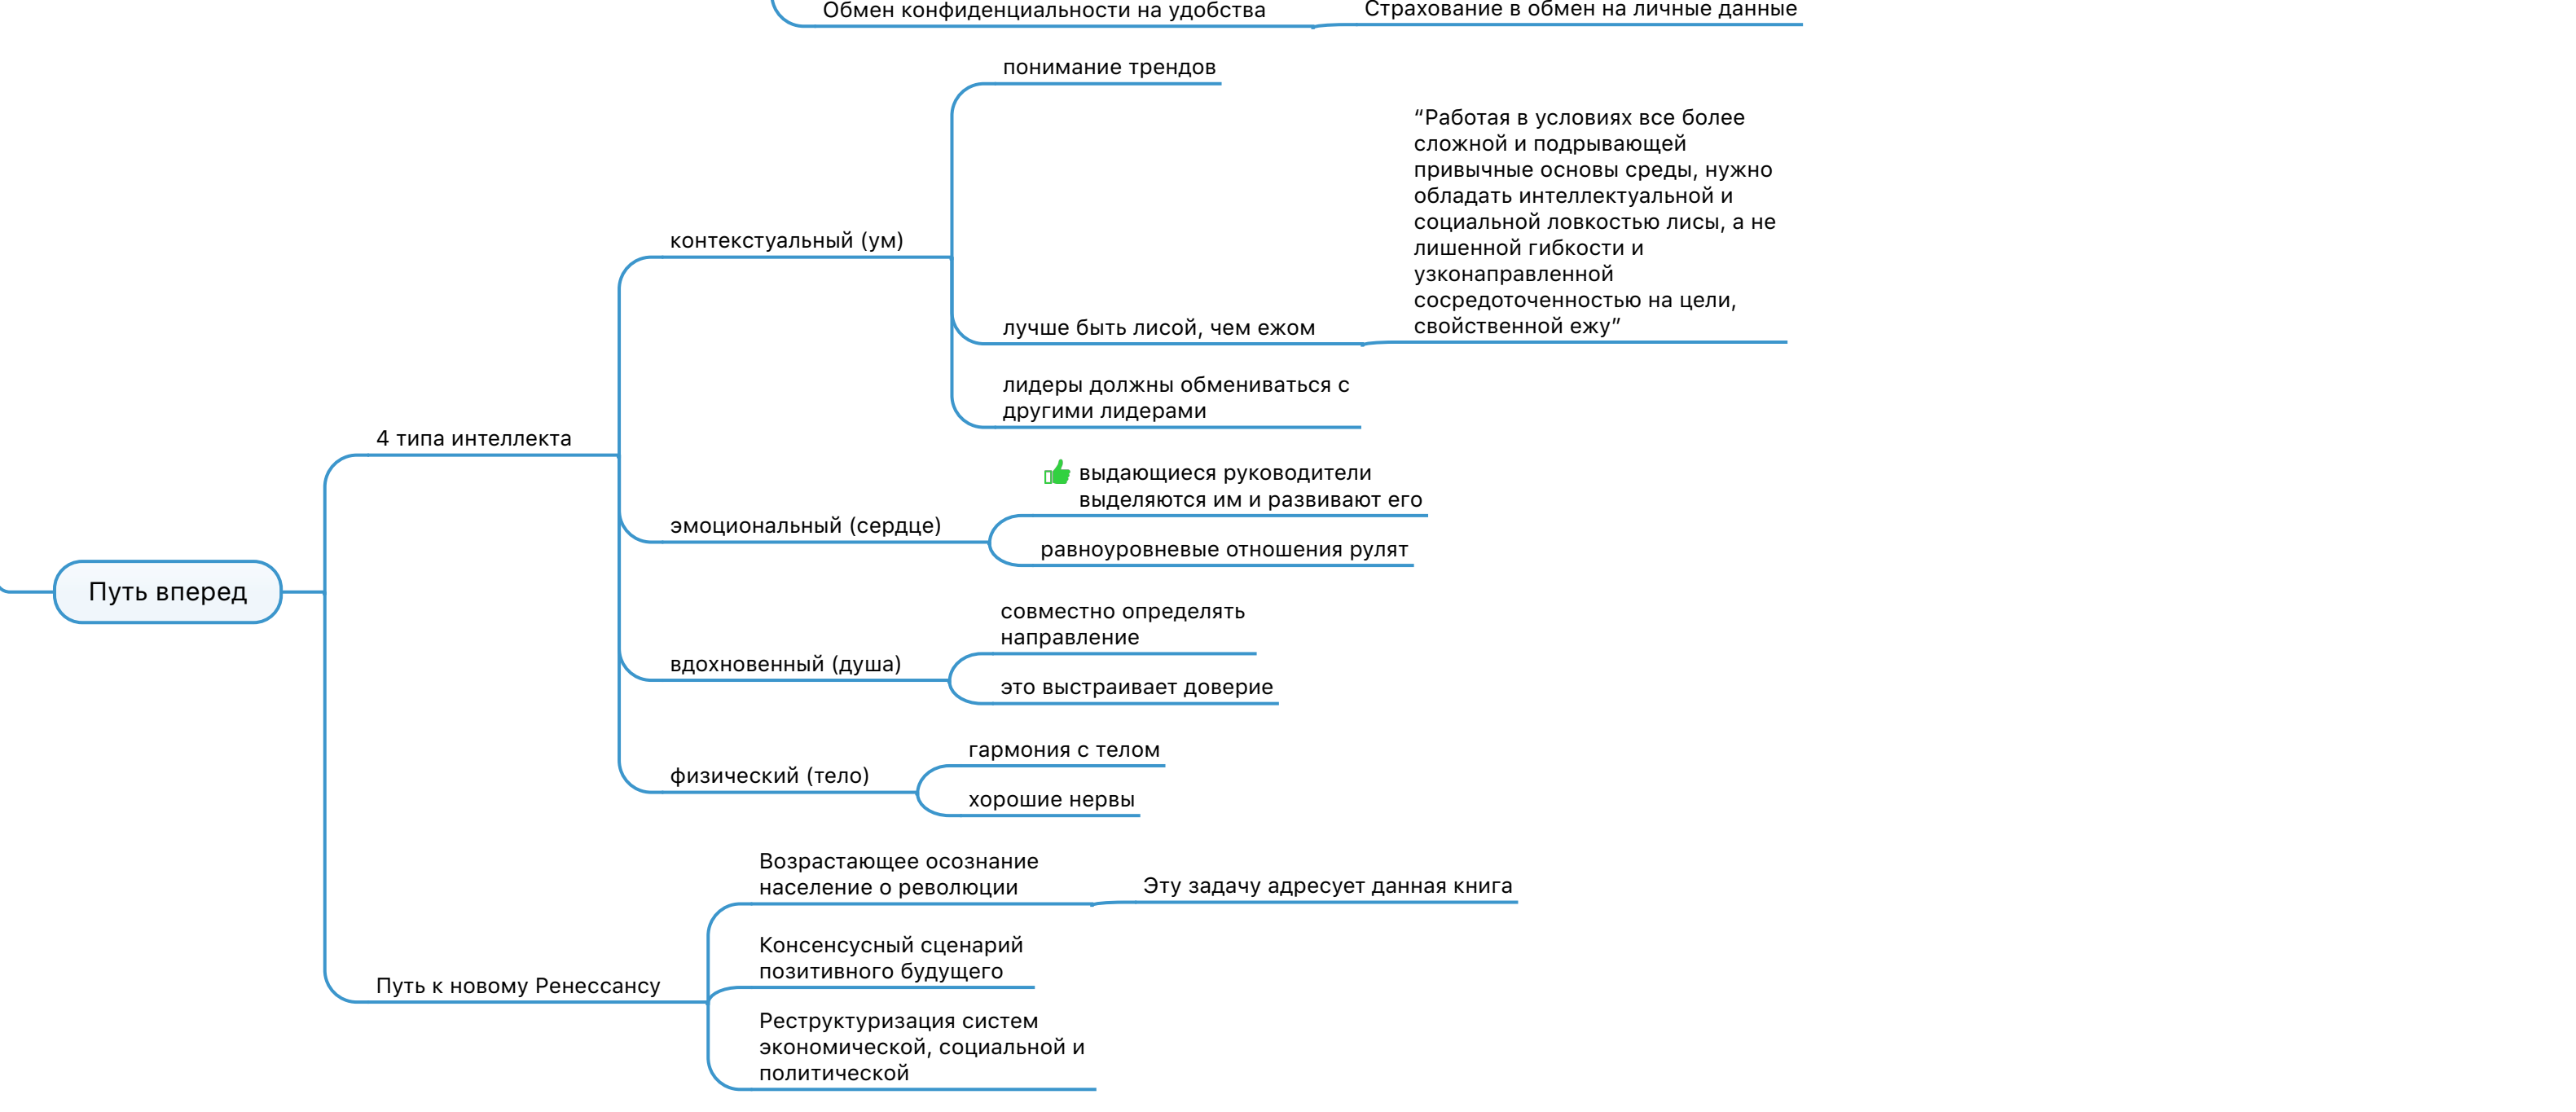 Обмен конфиденциальности на удобства
Страхование в обмен на личные данные
понимание трендов
“Работая в условиях все более
сложной и подрывающей
привычные основы среды, нужно
обладать интеллектуальной и
социальной ловкостью лисы, а не
лишенной гибкости и
узконаправленной
сосредоточенностью на цели,
свойственной ежу”
контекстуальный (ум)
лучше быть лисой, чем ежом
лидеры должны обмениваться с
другими лидерами
4 типа интеллекта
выдающиеся руководители
выделяются им и развивают его
эмоциональный (сердце)
равноуровневые отношения рулят
Путь вперед
совместно определять
направление
вдохновенный (душа)
это выстраивает доверие
гармония с телом
физический (тело)
хорошие нервы
Возрастающее осознание
население о революции
Эту задачу адресует данная книга
Консенсусный сценарий
позитивного будущего
Путь к новому Ренессансу
Реструктуризация систем
экономической, социальной и
политической